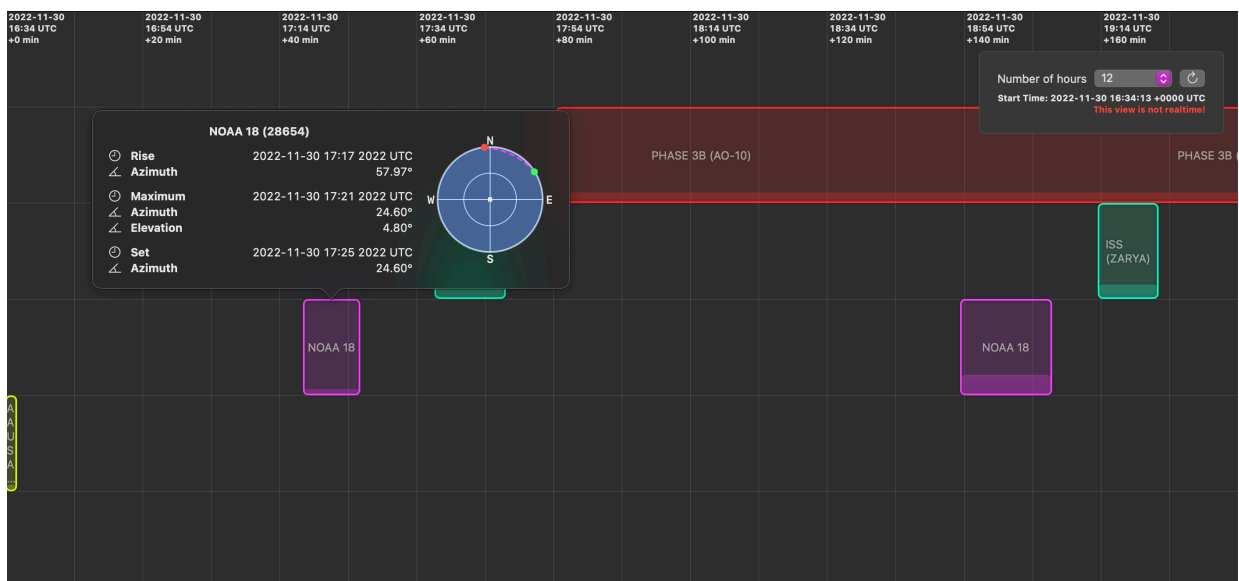 2022-11-30
16:34 UTC
+0 min
2022-11-30
16:54 UTC
+20 min
2022-11-30
17:14 UTC
+40 min
2022-11-30
17:34 UTC
+60 min
2022-11-30
17:54 UTC
+80 min
2022-11-30
18:14 UTC
+100 min
2022-11-30
18:34 UTC
+120 min
2022-11-30
18:54 UTC
+140 min
2022-11-30
19:14 UTC
+160 min
Number of hours 12
Start Time: 2022-11-30 16:34:13 +0000 UTC
This view is not realtime!
NOAA 18 (28654)
Rise 2022-11-30 17:17 2022 UTC
Azimuth 57.97°
Maximum 2022-11-30 17:21 2022 UTC
Azimuth 24.60°
Elevation 4.80°
Set 2022-11-30 17:25 2022 UTC
Azimuth 24.60°
N
W
E
S
PHASE 3B (AO-10)
PHASE 3B (
ISS
(ZARYA)
NOAA 18
NOAA 18
A
A
U
S
A
...